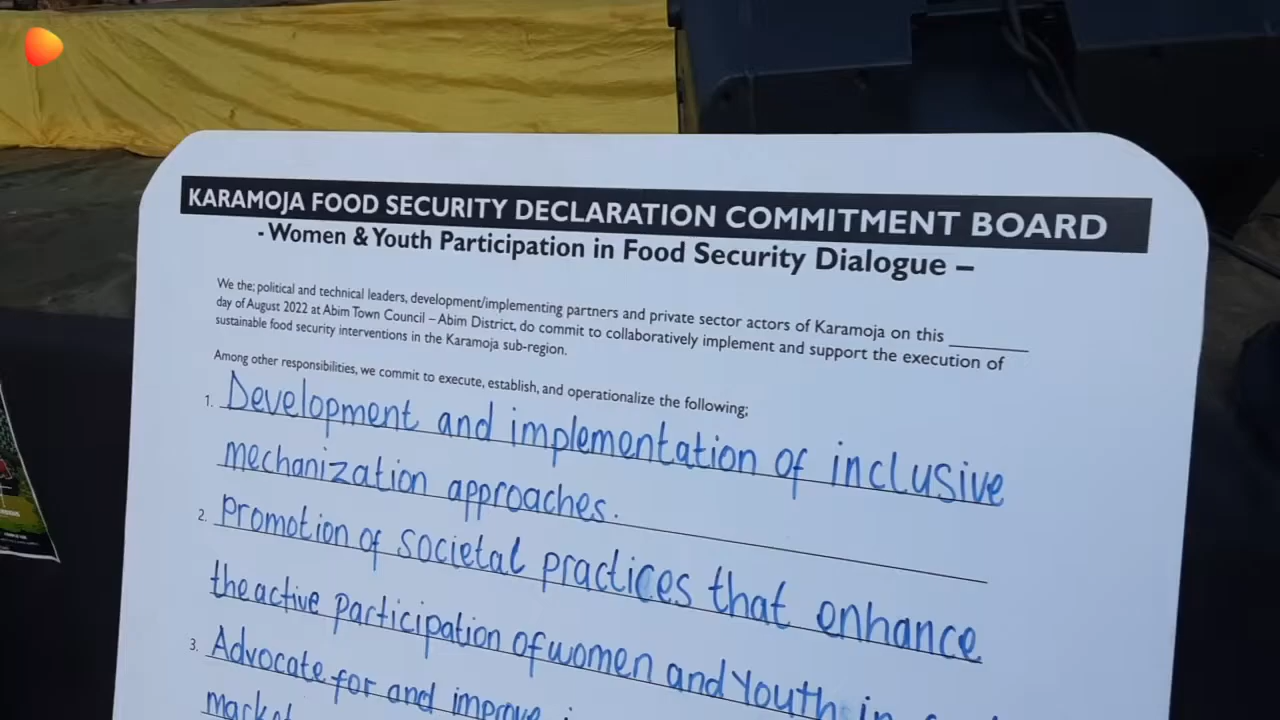 KARAMOJA FOOD SECURITY DECLARATION COMMITMENT BOARD
- Women & Youth Participation in Food Security Dialogue –
We the; political and technical leaders, development/implementing partners and private sector actors of Karamoja on this ________
day of August 2022 at Abim Town Council – Abim District, do commit to collaboratively implement and support the execution of
sustainable food security interventions in the Karamoja sub-region.
Among other responsibilities, we commit to execute, establish, and operationalize the following;
1. Development and implementation of inclusive
mechanization approaches.
2. Promotion of societal practices that enhance
the active participation of women and Youth in
3. Advocate for and improve
market